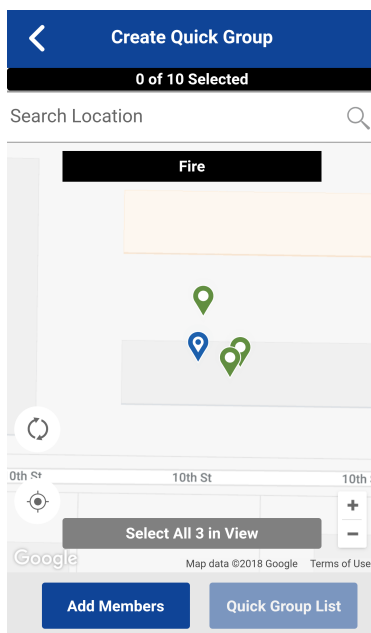 Create Quick Group
0 of 10 Selected
Search Location
Fire
0th St
10th St
10th
Select All 3 in View
Google
Map data ©2018 Google Terms of Use
Add Members
Quick Group List